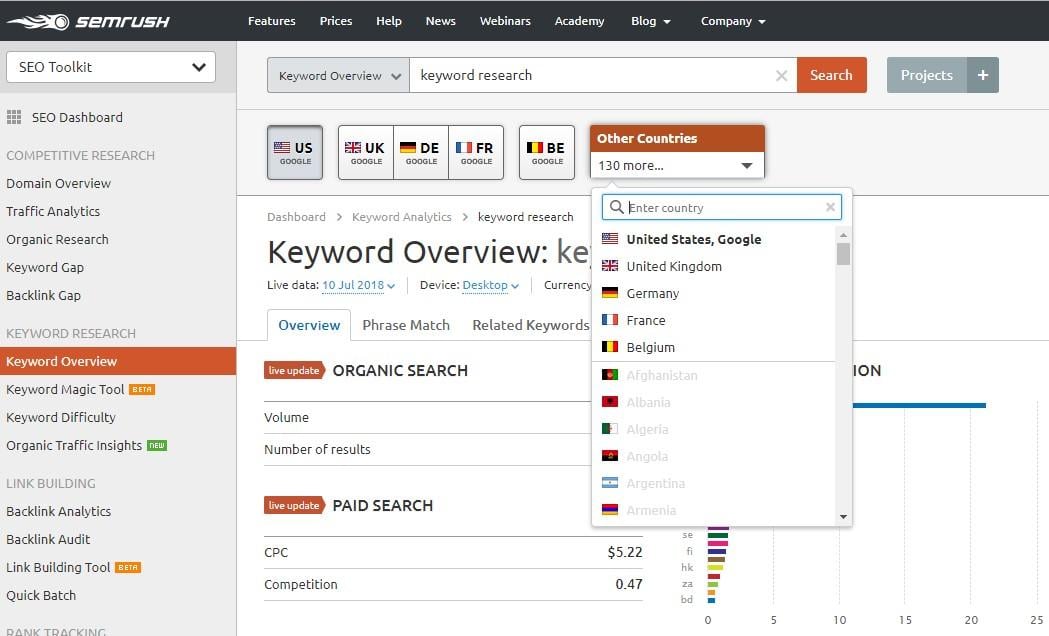 SEMRUSH Features Prices Help News Webinars Academy Blog Company
SEO Toolkit
SEO Dashboard
COMPETITIVE RESEARCH
Domain Overview
Traffic Analytics
Organic Research
Keyword Gap
Backlink Gap
KEYWORD RESEARCH
Keyword Overview
Keyword Magic Tool BETA
Keyword Difficulty
Organic Traffic Insights NEW
LINK BUILDING
Backlink Analytics
Backlink Audit
Link Building Tool BETA
Quick Batch
RANK TRACKING
Keyword Overview keyword research Search Projects +
US GOOGLE
UK GOOGLE
DE GOOGLE
FR GOOGLE
BE GOOGLE
Other Countries
130 more...
Enter country
United States, Google
United Kingdom
Germany
France
Belgium
Afghanistan
Albania
Algeria
Angola
Argentina
Armenia
Dashboard > Keyword Analytics > keyword research
Keyword Overview: key
Live data: 10 Jul 2018 Device: Desktop Currency
Overview Phrase Match Related Keywords
live update ORGANIC SEARCH
Volume
Number of results
live update PAID SEARCH
CPC $5.22
Competition 0.47
ION
se
fi
hk
za
bd
0 5 10 15 20 25